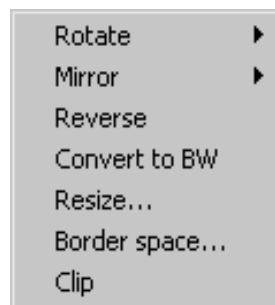 Rotate
Mirror
Reverse
Convert to BW
Resize...
Border space...
Clip